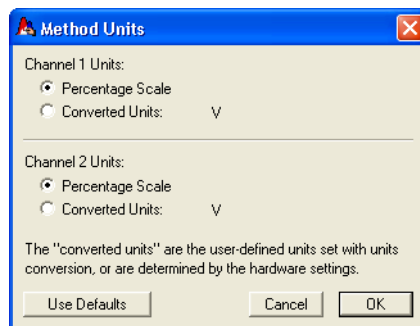 Method Units
Channel 1 Units:
Percentage Scale
Converted Units: V
Channel 2 Units:
Percentage Scale
Converted Units: V
The "converted units" are the user-defined units set with units
conversion, or are determined by the hardware settings.
Use Defaults Cancel OK